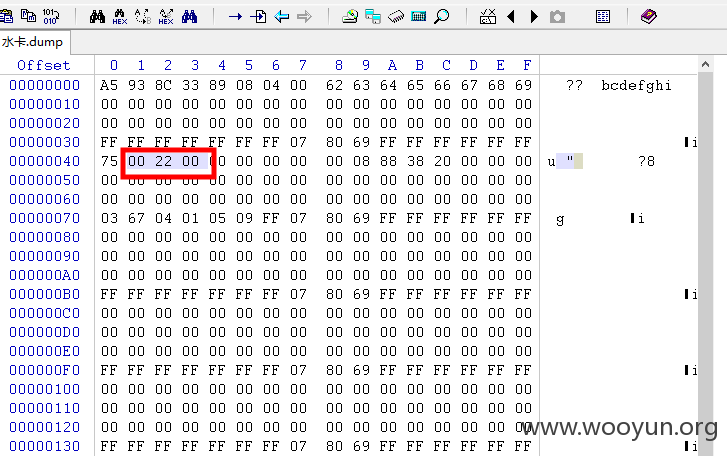 水卡.dump
Offset 0 1 2 3 4 5 6 7 8 9 A B C D E F
00000000 A5 93 8C 33 89 08 04 00 62 63 64 65 66 67 68 69 ?? bcdefghi
00000010 00 00 00 00 00 00 00 00 00 00 00 00 00 00 00 00
00000020 00 00 00 00 00 00 00 00 00 00 00 00 00 00 00 00
00000030 FF FF FF FF FF FF 07 80 69 FF FF FF FF FF FF i
00000040 75 00 22 00 00 00 00 00 00 08 88 38 20 00 00 08 u " ?8
00000050 00 00 00 00 00 00 00 00 00 00 00 00 00 00 00 00
00000060 00 00 00 00 00 00 00 00 00 00 00 00 00 00 00 00
00000070 03 67 04 01 05 09 FF 07 80 69 FF FF FF FF FF FF g i
00000080 00 00 00 00 00 00 00 00 00 00 00 00 00 00 00 00
00000090 00 00 00 00 00 00 00 00 00 00 00 00 00 00 00 00
000000A0 00 00 00 00 00 00 00 00 00 00 00 00 00 00 00 00
000000B0 FF FF FF FF FF FF FF 07 80 69 FF FF FF FF FF FF i
000000C0 00 00 00 00 00 00 00 00 00 00 00 00 00 00 00 00
000000D0 00 00 00 00 00 00 00 00 00 00 00 00 00 00 00 00
000000E0 00 00 00 00 00 00 00 00 00 00 00 00 00 00 00 00
000000F0 FF FF FF FF FF FF FF 07 80 69 FF FF FF FF FF FF i
00000100 00 00 00 00 00 00 00 00 00 00 00 00 00 00 00 00
00000110 00 00 00 00 00 00 00 00 00 00 00 00 00 00 00 00
00000120 00 00 00 00 00 00 00 00 00 00 00 00 00 00 00 00
www.wooyun.org
00000130 FF FF FF FF FF FF FF 07 80 69 FF FF FF FF FF FF i